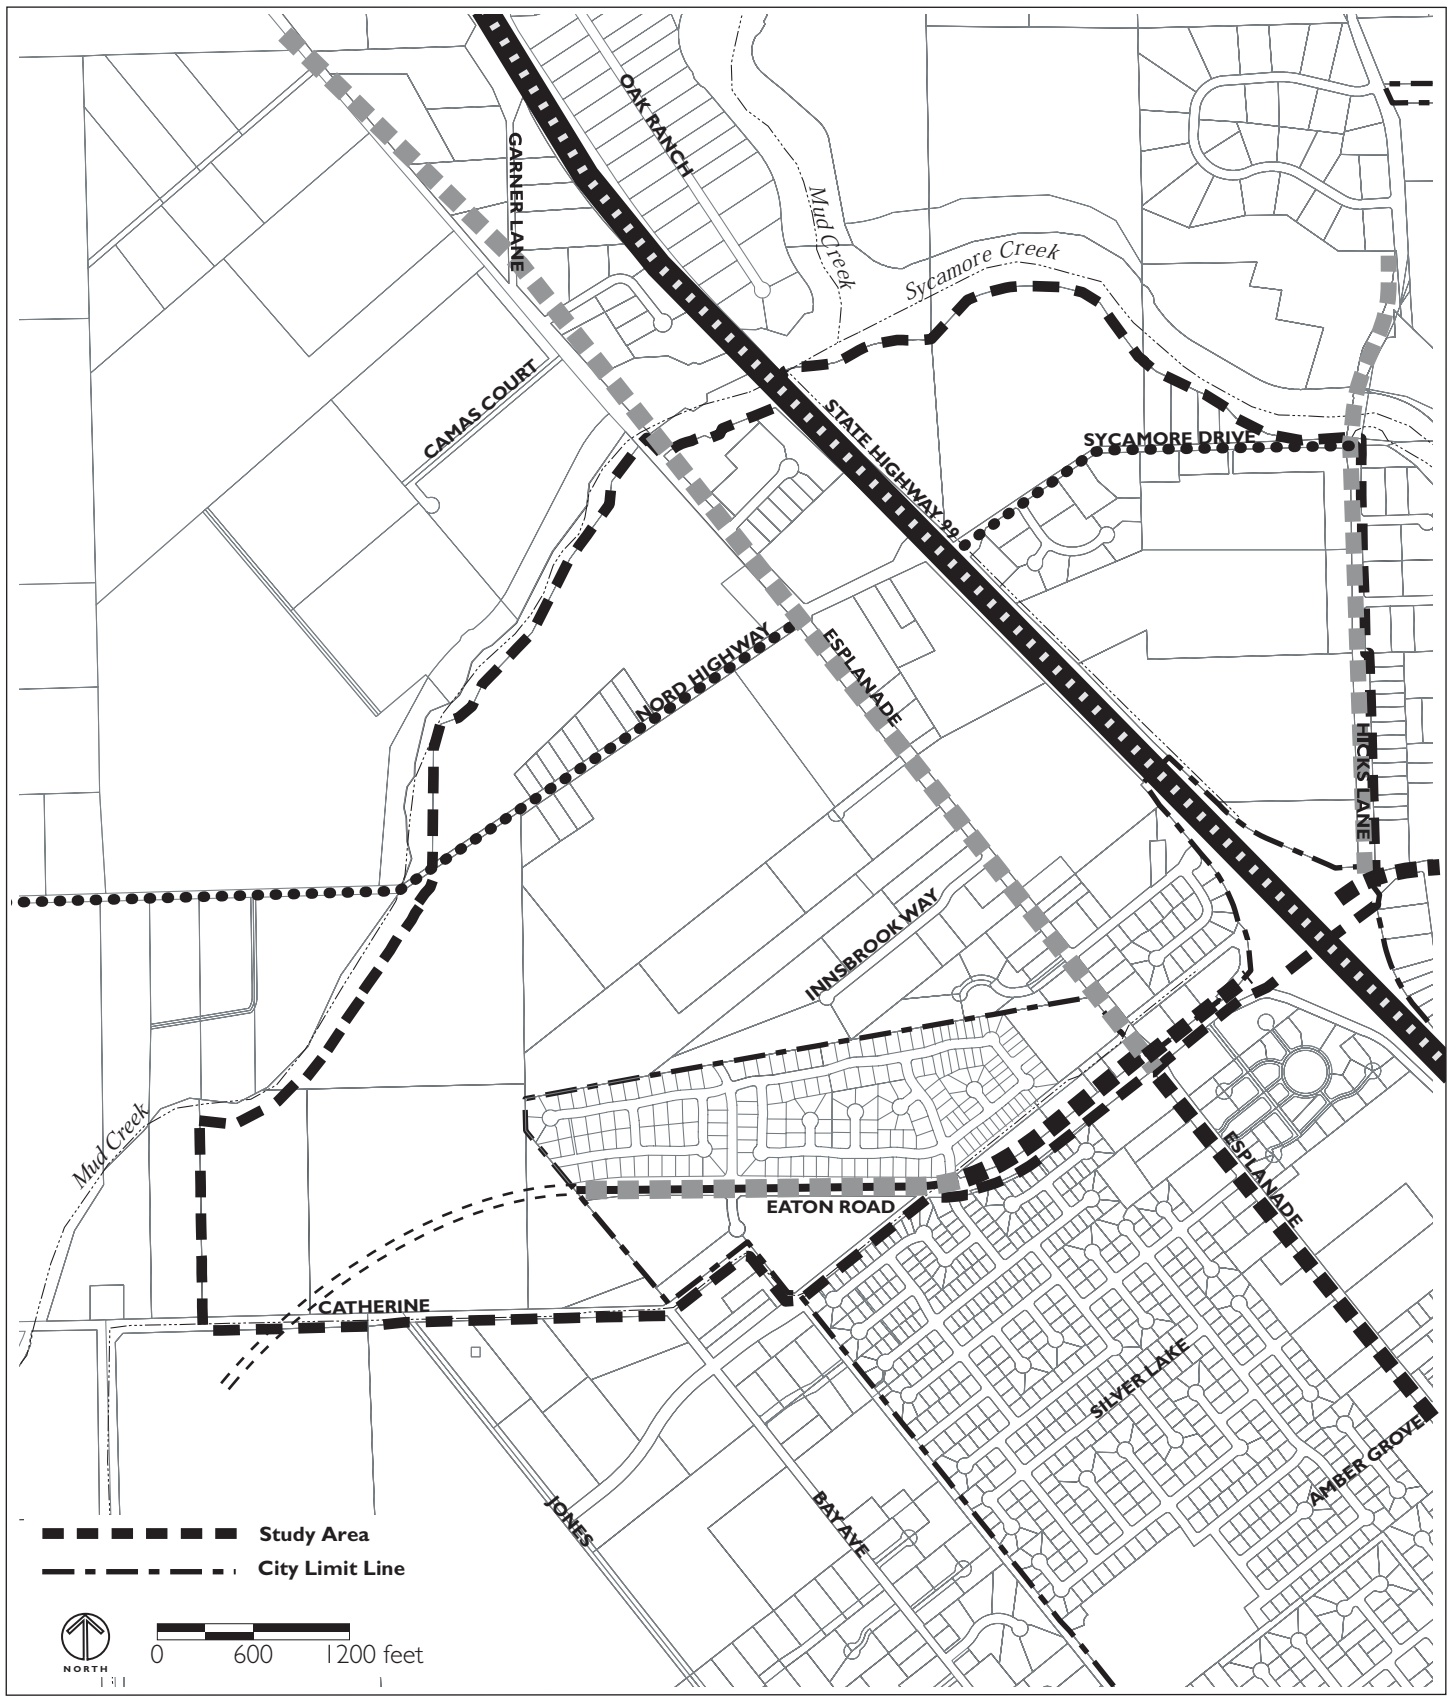 OAK RANCH
GARNER LANE
Mud Creek
Sycamore Creek
CAMAS COURT
STATE HIGHWAY 99
SYCAMORE DRIVE
NORD HIGHWAY
ESPLANADE
HICKS LANE
INNSBROOK WAY
Mud Creek
EATON ROAD
ESPLANADE
CATHERINE
SILVER LAKE
AMBER GROVE
JONES
BAY AVE
Study Area
City Limit Line
NORTH
0 600 1200 feet